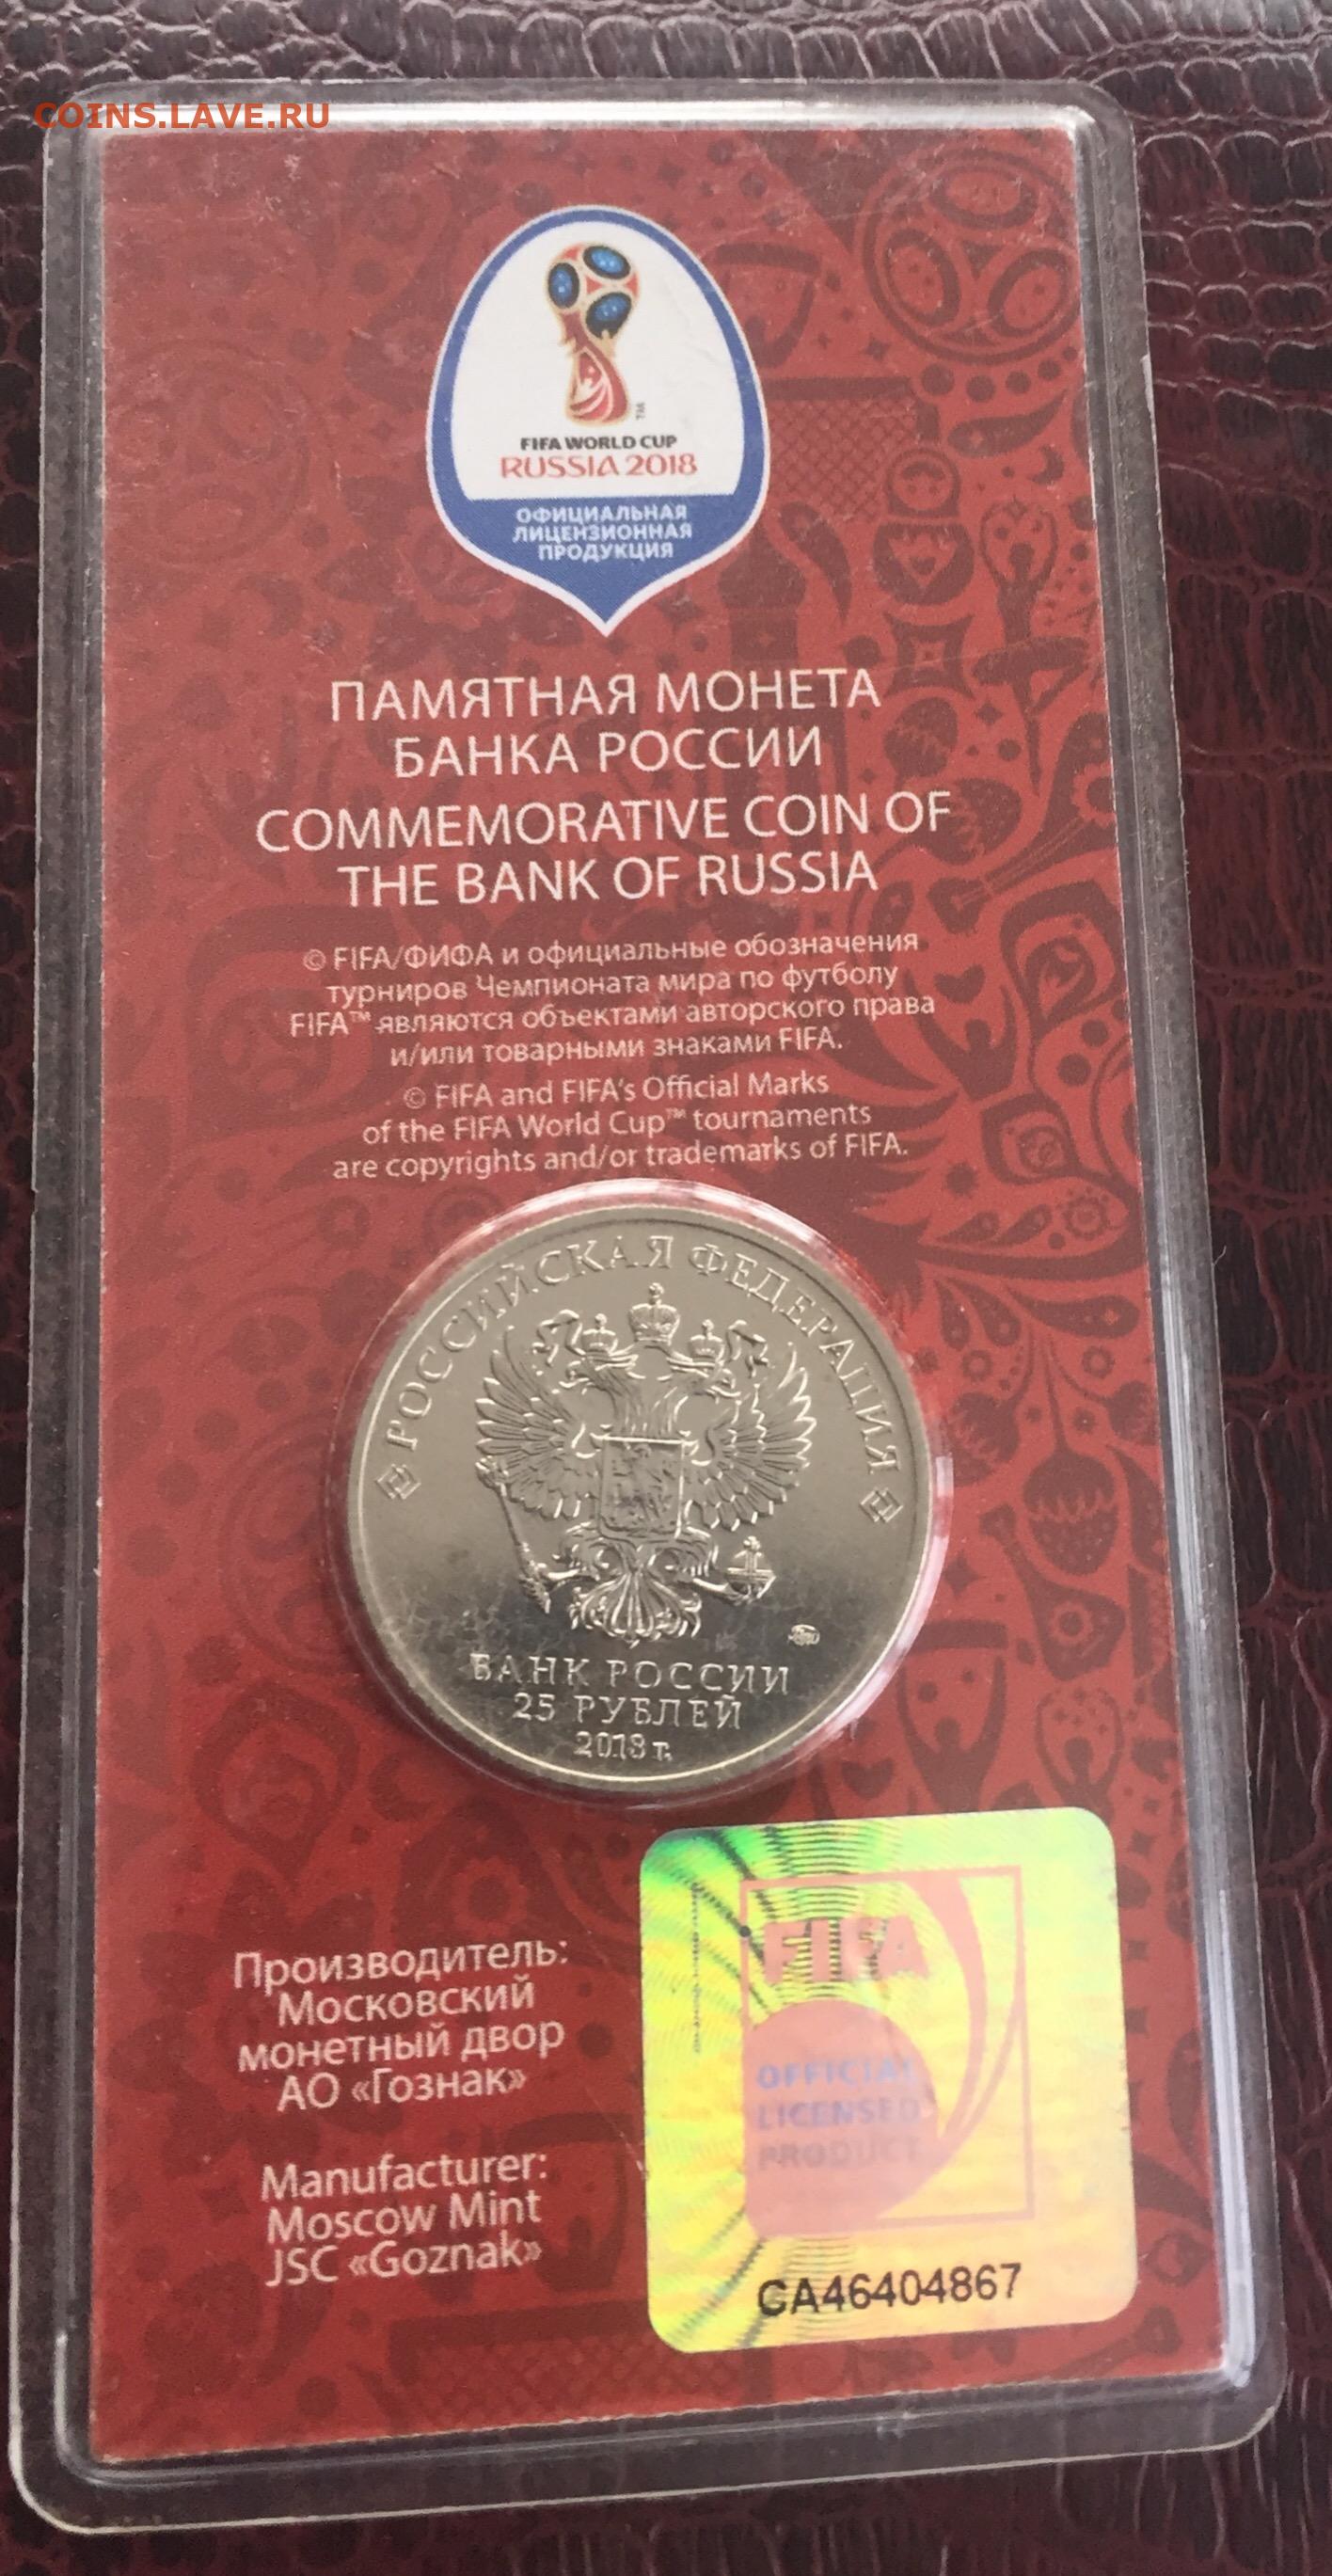 COINS.LAVE.RU
FIFA WORLD CUP
RUSSIA 2018
ОФИЦИАЛЬНАЯ
ЛИЦЕНЗИОННАЯ
ПРОДУКЦИЯ
ПАМЯТНАЯ МОНЕТА
БАНКА РОССИИ
COMMEMORATIVE COIN OF
THE BANK OF RUSSIA
© FIFA/ФИФА и официальные обозначения
турниров Чемпионата мира по футболу
FIFA™ являются объектами авторского права
и/или товарными знаками FIFA.
© FIFA and FIFA's Official Marks
of the FIFA World Cup™ tournaments
are copyrights and/or trademarks of FIFA.
РОССИЙСКАЯ ФЕДЕРАЦИЯ
БАНК РОССИИ
25 РУБЛЕЙ
2018 г.
Производитель:
Московский
монетный двор
АО «Гознак»
Manufacturer:
Moscow Mint
JSC «Goznak»
FIFA
OFFICIAL
LICENSED
PRODUCT
CA46404867